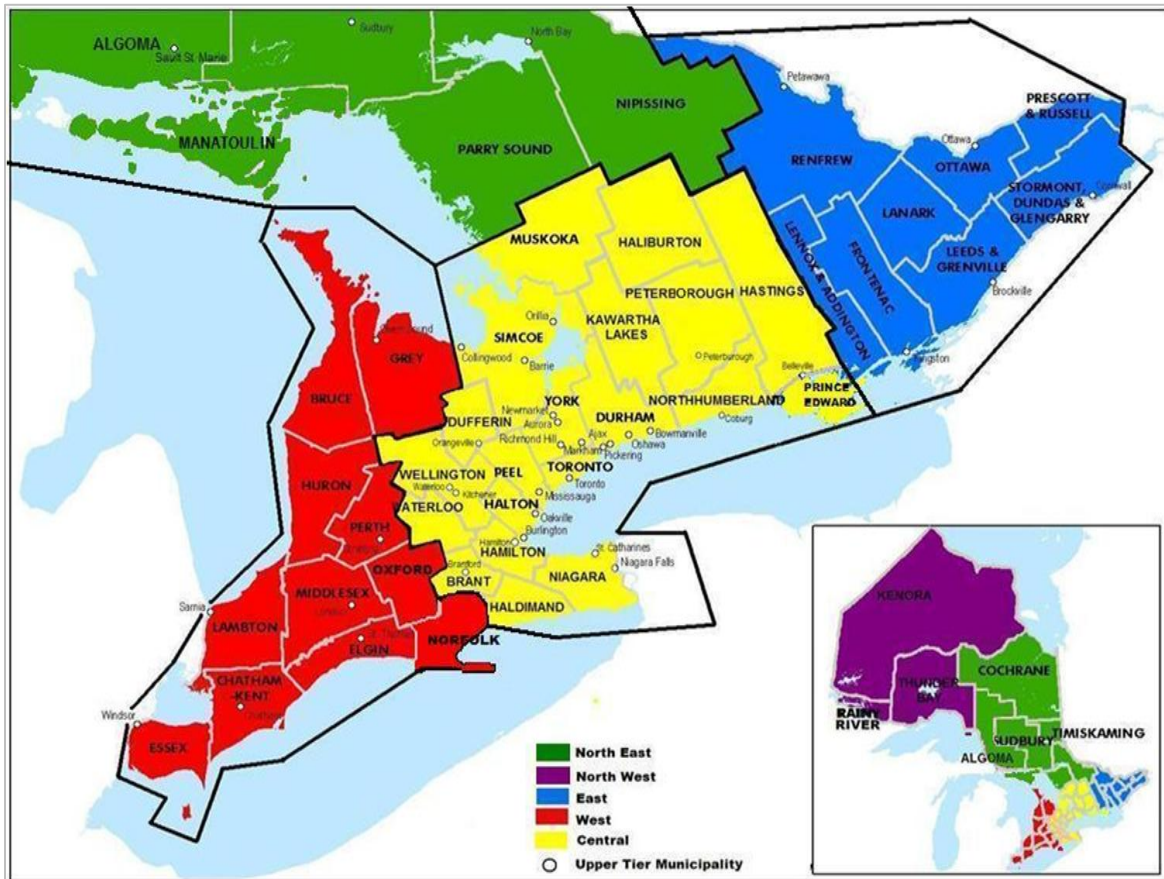 ALGOMA
Sault St. Marie
Sudbury
North Bay
MANATOULIN
PARRY SOUND
NIPISSING
Petawawa
RENFREW
Ottawa
OTTAWA
PRESCOTT
& RUSSELL
Cornwall
STORMONT,
DUNDAS &
GLENGARRY
LANARK
LEEDS &
GRENVILLE
Brockville
LENNOX & ADDINGTON
FRONTENAC
Kingston
MUSKOKA
HALIBURTON
PETERBOROUGH
HASTINGS
KAWARTHA
LAKES
Orillia
SIMCOE
Collingwood
Barrie
Peterborough
Belleville
PRINCE
EDWARD
NORTHHUMBERLAND
Coburg
Owen Sound
GREY
BRUCE
DUFFERIN
Orangeville
YORK
Newmarket
Aurora
Richmond Hill
Markham
Ajax
Pickering
DURHAM
Oshawa
Bowmanville
WELLINGTON
Waterloo
Kitchener
WATERLOO
PEEL
TORONTO
Toronto
Mississauga
HALTON
Oakville
Burlington
Hamilton
HAMILTON
HURON
PERTH
OXFORD
Branford
BRANT
HALDIMAND
NIAGARA
St. Catharines
Niagara Falls
Sarnia
LAMBTON
MIDDLESEX
London
St. Thomas
ELGIN
NORFOLK
CHATHAM
-KENT
Chatham
Windsor
ESSEX
North East
North West
East
West
Central
Upper Tier Municipality
KENORA
THUNDER
BAY
RAINY
RIVER
COCHRANE
SUDBURY
TIMISKAMING
ALGOMA